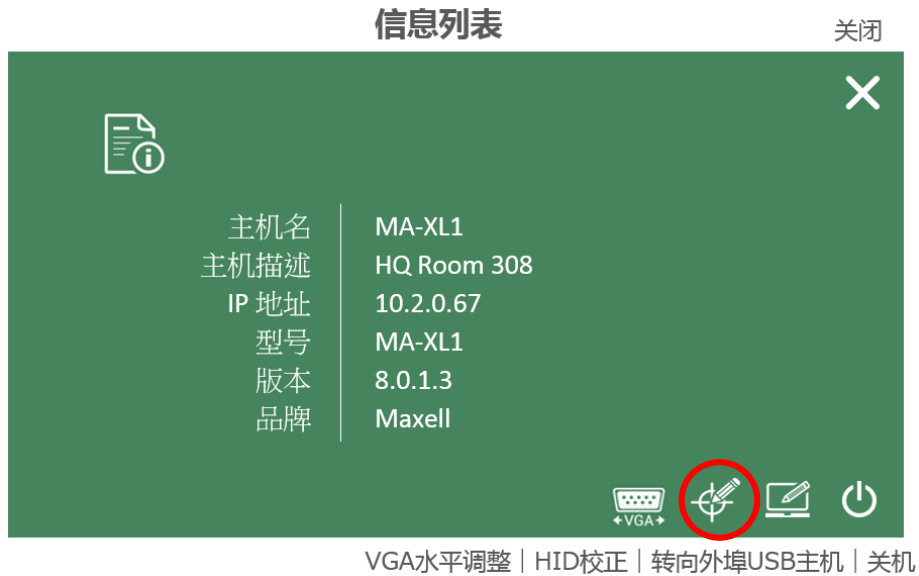 信息列表
关闭
主机名 MA-XL1
主机描述 HQ Room 308
IP 地址 10.2.0.67
型号 MA-XL1
版本 8.0.1.3
品牌 Maxell
VGA
VGA水平调整｜HID校正｜转向外埠USB主机｜关机